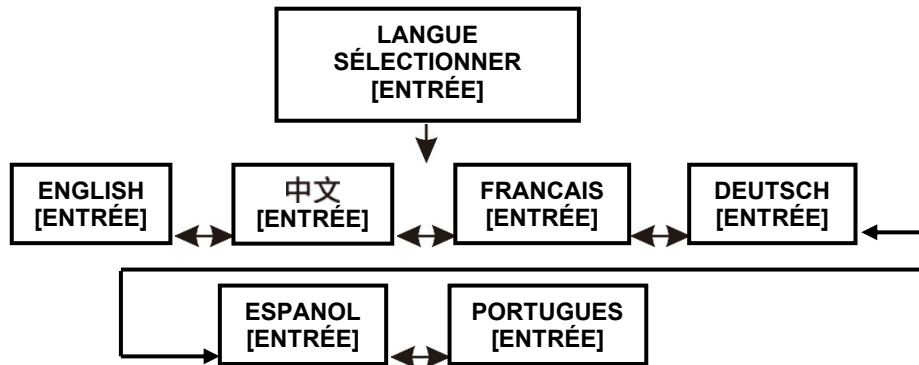 LANGUE
SÉLECTIONNER
[ENTRÉE]
ENGLISH
[ENTRÉE]
中文
[ENTRÉE]
FRANCAIS
[ENTRÉE]
DEUTSCH
[ENTRÉE]
ESPANOL
[ENTRÉE]
PORTUGUES
[ENTRÉE]